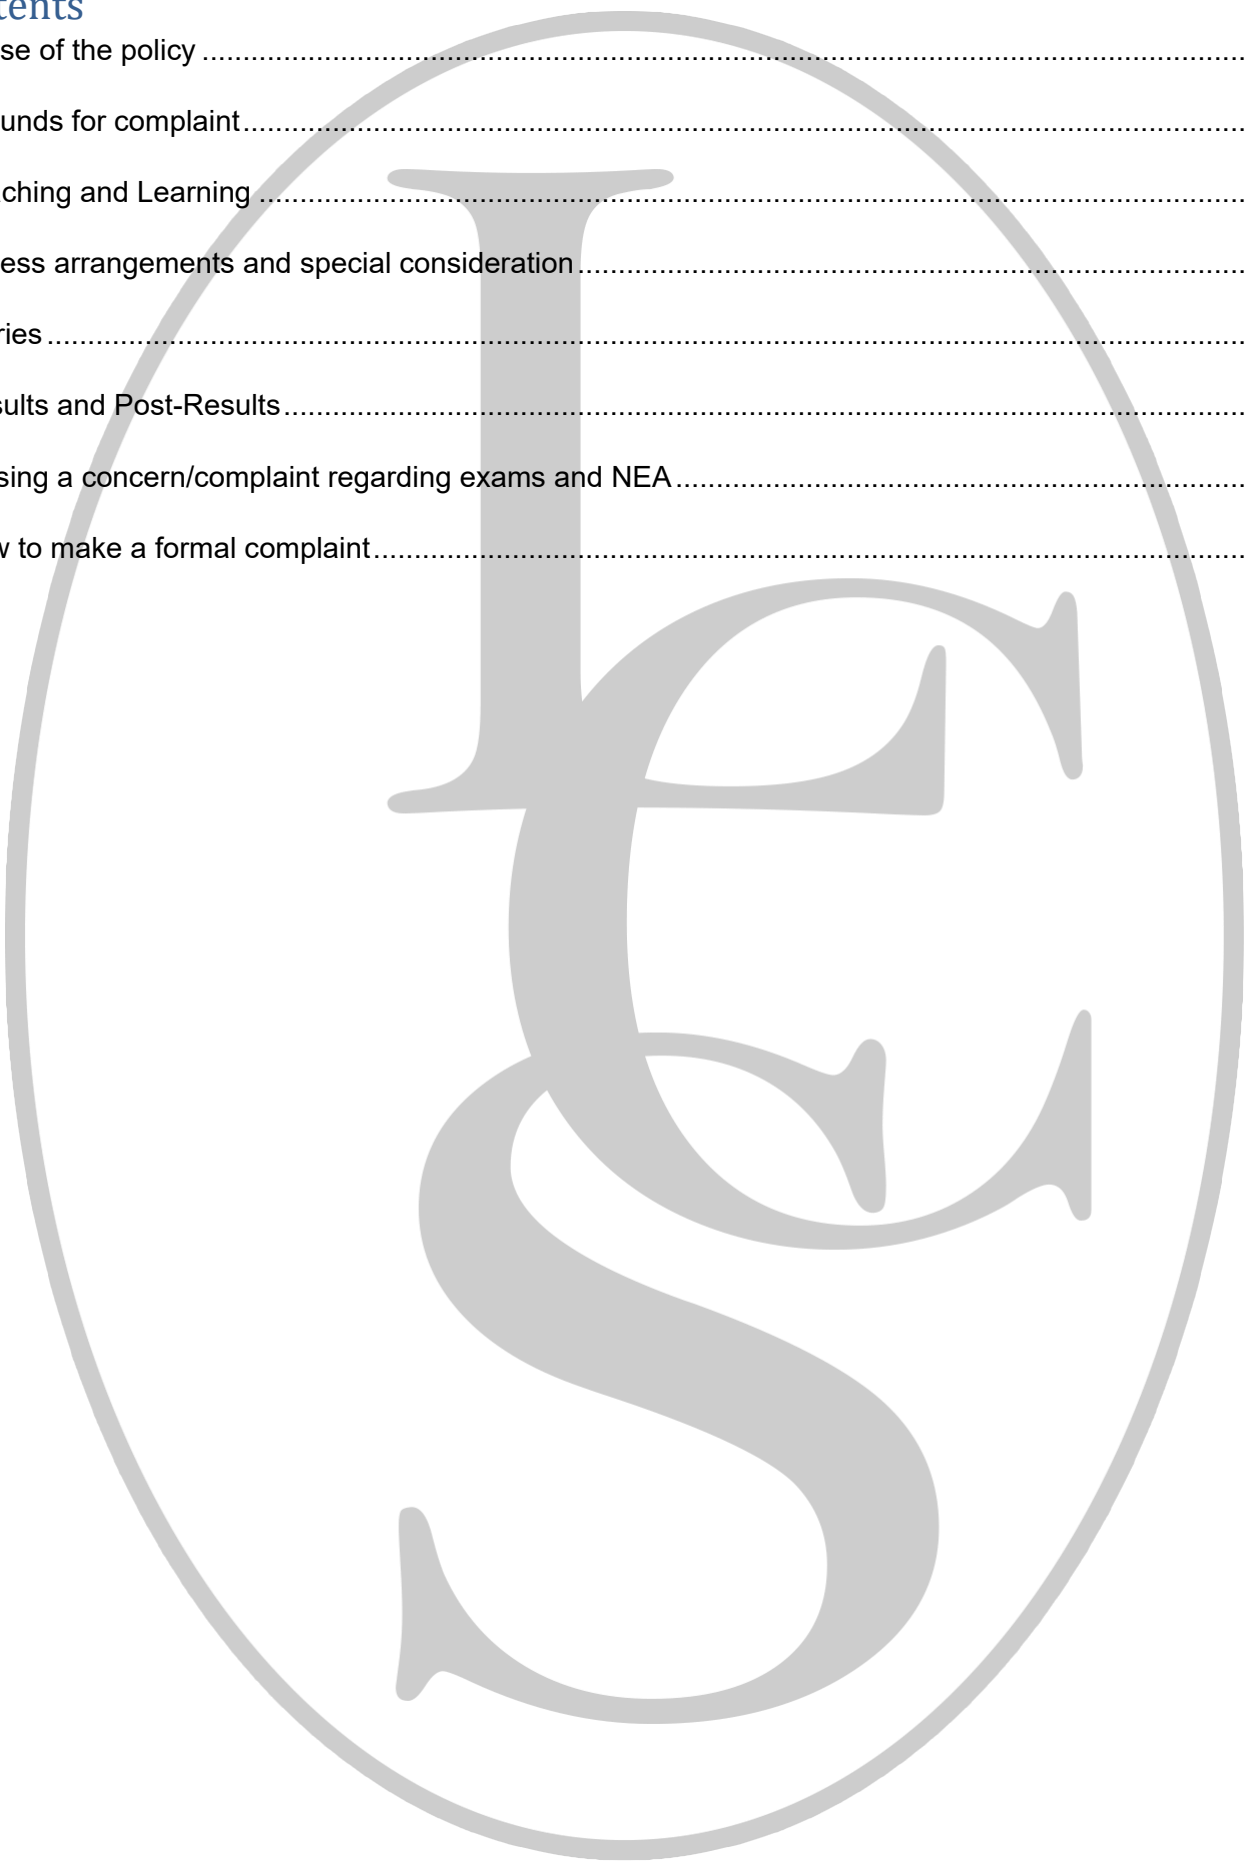 tents
se of the policy ................................................................................................................................
unds for complaint................................................................................................................................
ching and Learning ................................................................................................................................
ess arrangements and special consideration................................................................................
ries................................................................................................................................
sults and Post-Results................................................................................................................................
sing a concern/complaint regarding exams and NEA................................................................
w to make a formal complaint................................................................................................................
ICCS